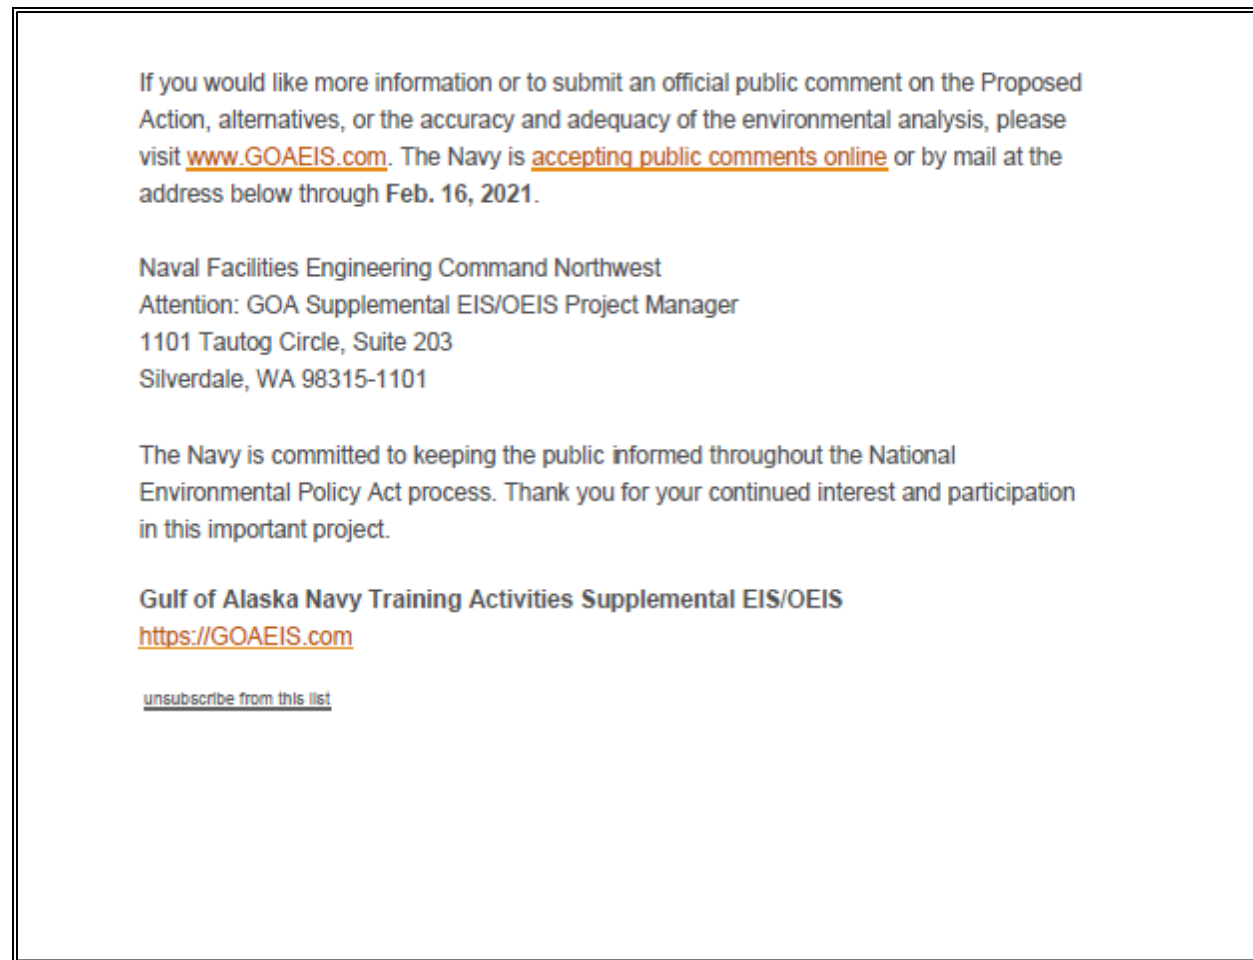 If you would like more information or to submit an official public comment on the Proposed
Action, alternatives, or the accuracy and adequacy of the environmental analysis, please
visit www.GOAEIS.com. The Navy is accepting public comments online or by mail at the
address below through Feb. 16, 2021.
Naval Facilities Engineering Command Northwest
Attention: GOA Supplemental EIS/OEIS Project Manager
1101 Tautog Circle, Suite 203
Silverdale, WA 98315-1101
The Navy is committed to keeping the public informed throughout the National
Environmental Policy Act process. Thank you for your continued interest and participation
in this important project.
Gulf of Alaska Navy Training Activities Supplemental EIS/OEIS
https://GOAEIS.com
unsubscribe from this list